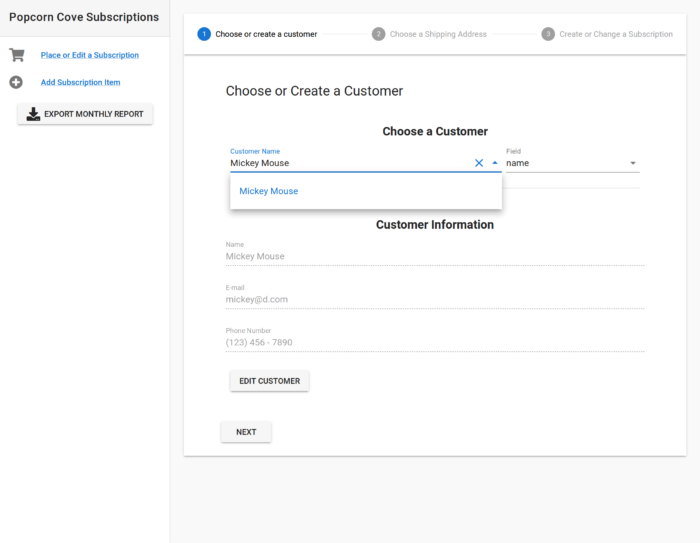 Popcorn Cove Subscriptions
Place or Edit a Subscription
Add Subscription Item
EXPORT MONTHLY REPORT
1 Choose or create a customer
2 Choose a Shipping Address
3 Create or Change a Subscription
Choose or Create a Customer
Choose a Customer
Customer Name
Mickey Mouse
Field
name
Mickey Mouse
Customer Information
Name
Mickey Mouse
E-mail
mickey@d.com
Phone Number
(123) 456 - 7890
EDIT CUSTOMER
NEXT